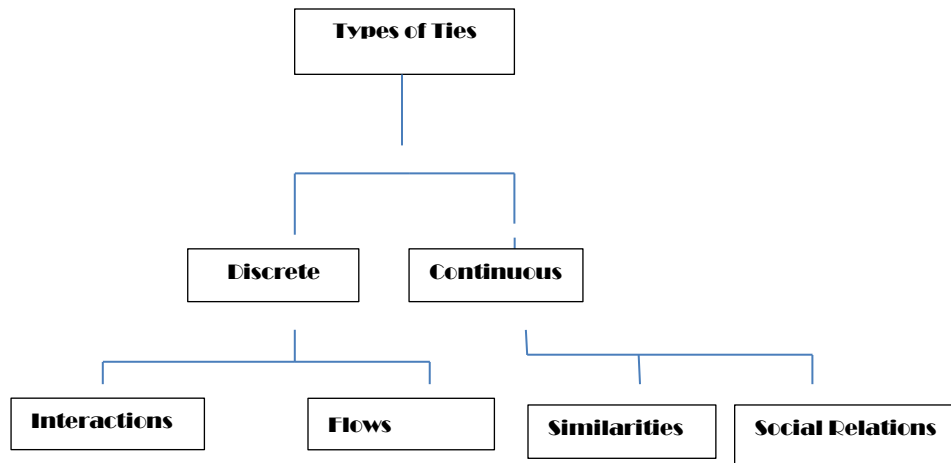 Types of Ties
Discrete
Continuous
Interactions
Flows
Similarities
Social Relations